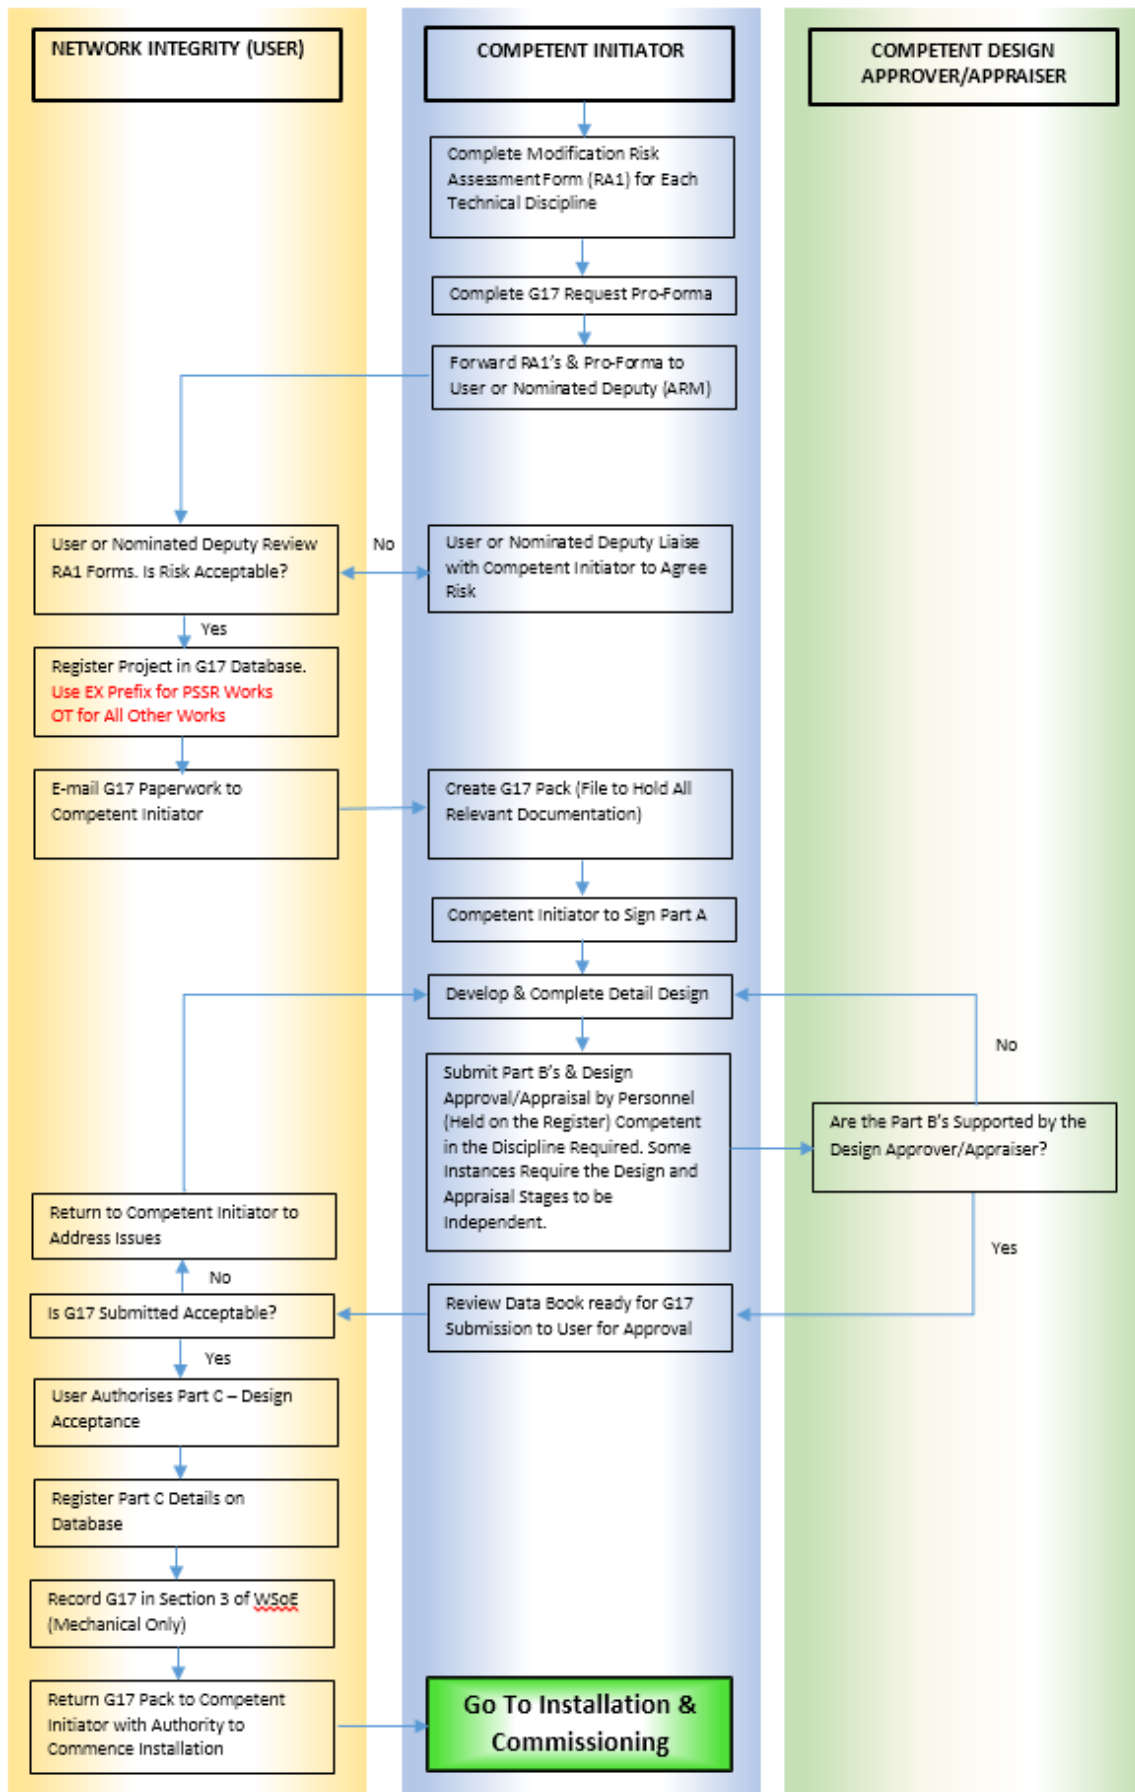 NETWORK INTEGRITY (USER)
COMPETENT INITIATOR
COMPETENT DESIGN
APPROVER/APPRAISER
Complete Modification Risk
Assessment Form (RA1) for Each
Technical Discipline
Complete G17 Request Pro-Forma
Forward RA1's & Pro-Forma to
User or Nominated Deputy (ARM)
User or Nominated Deputy Review
RA1 Forms. Is Risk Acceptable?
No
User or Nominated Deputy Liaise
with Competent Initiator to Agree
Risk
Yes
Register Project in G17 Database.
Use EX Prefix for PSSR Works
OT for All Other Works
E-mail G17 Paperwork to
Competent Initiator
Create G17 Pack (File to Hold All
Relevant Documentation)
Competent Initiator to Sign Part A
Develop & Complete Detail Design
No
Submit Part B's & Design
Approval/Appraisal by Personnel
(Held on the Register) Competent
in the Discipline Required. Some
Instances Require the Design and
Appraisal Stages to be
Independent.
Are the Part B's Supported by the
Design Approver/Appraiser?
Yes
Return to Competent Initiator to
Address Issues
No
Is G17 Submitted Acceptable?
Review Data Book ready for G17
Submission to User for Approval
Yes
User Authorises Part C – Design
Acceptance
Register Part C Details on
Database
Record G17 in Section 3 of WSoE
(Mechanical Only)
Return G17 Pack to Competent
Initiator with Authority to
Commence Installation
Go To Installation &
Commissioning